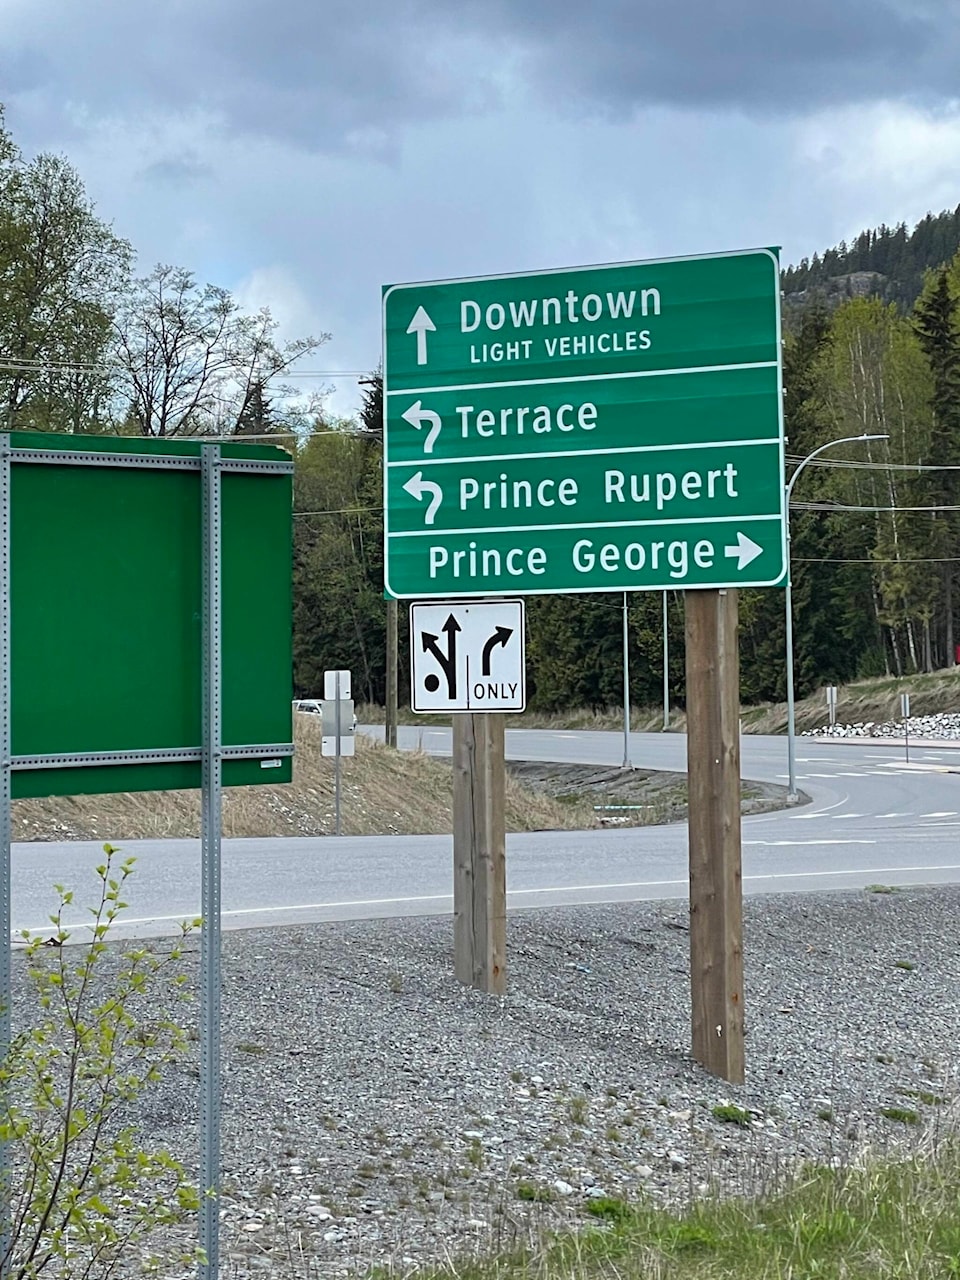 Downtown
LIGHT VEHICLES
Terrace
Prince Rupert
Prince George
ONLY